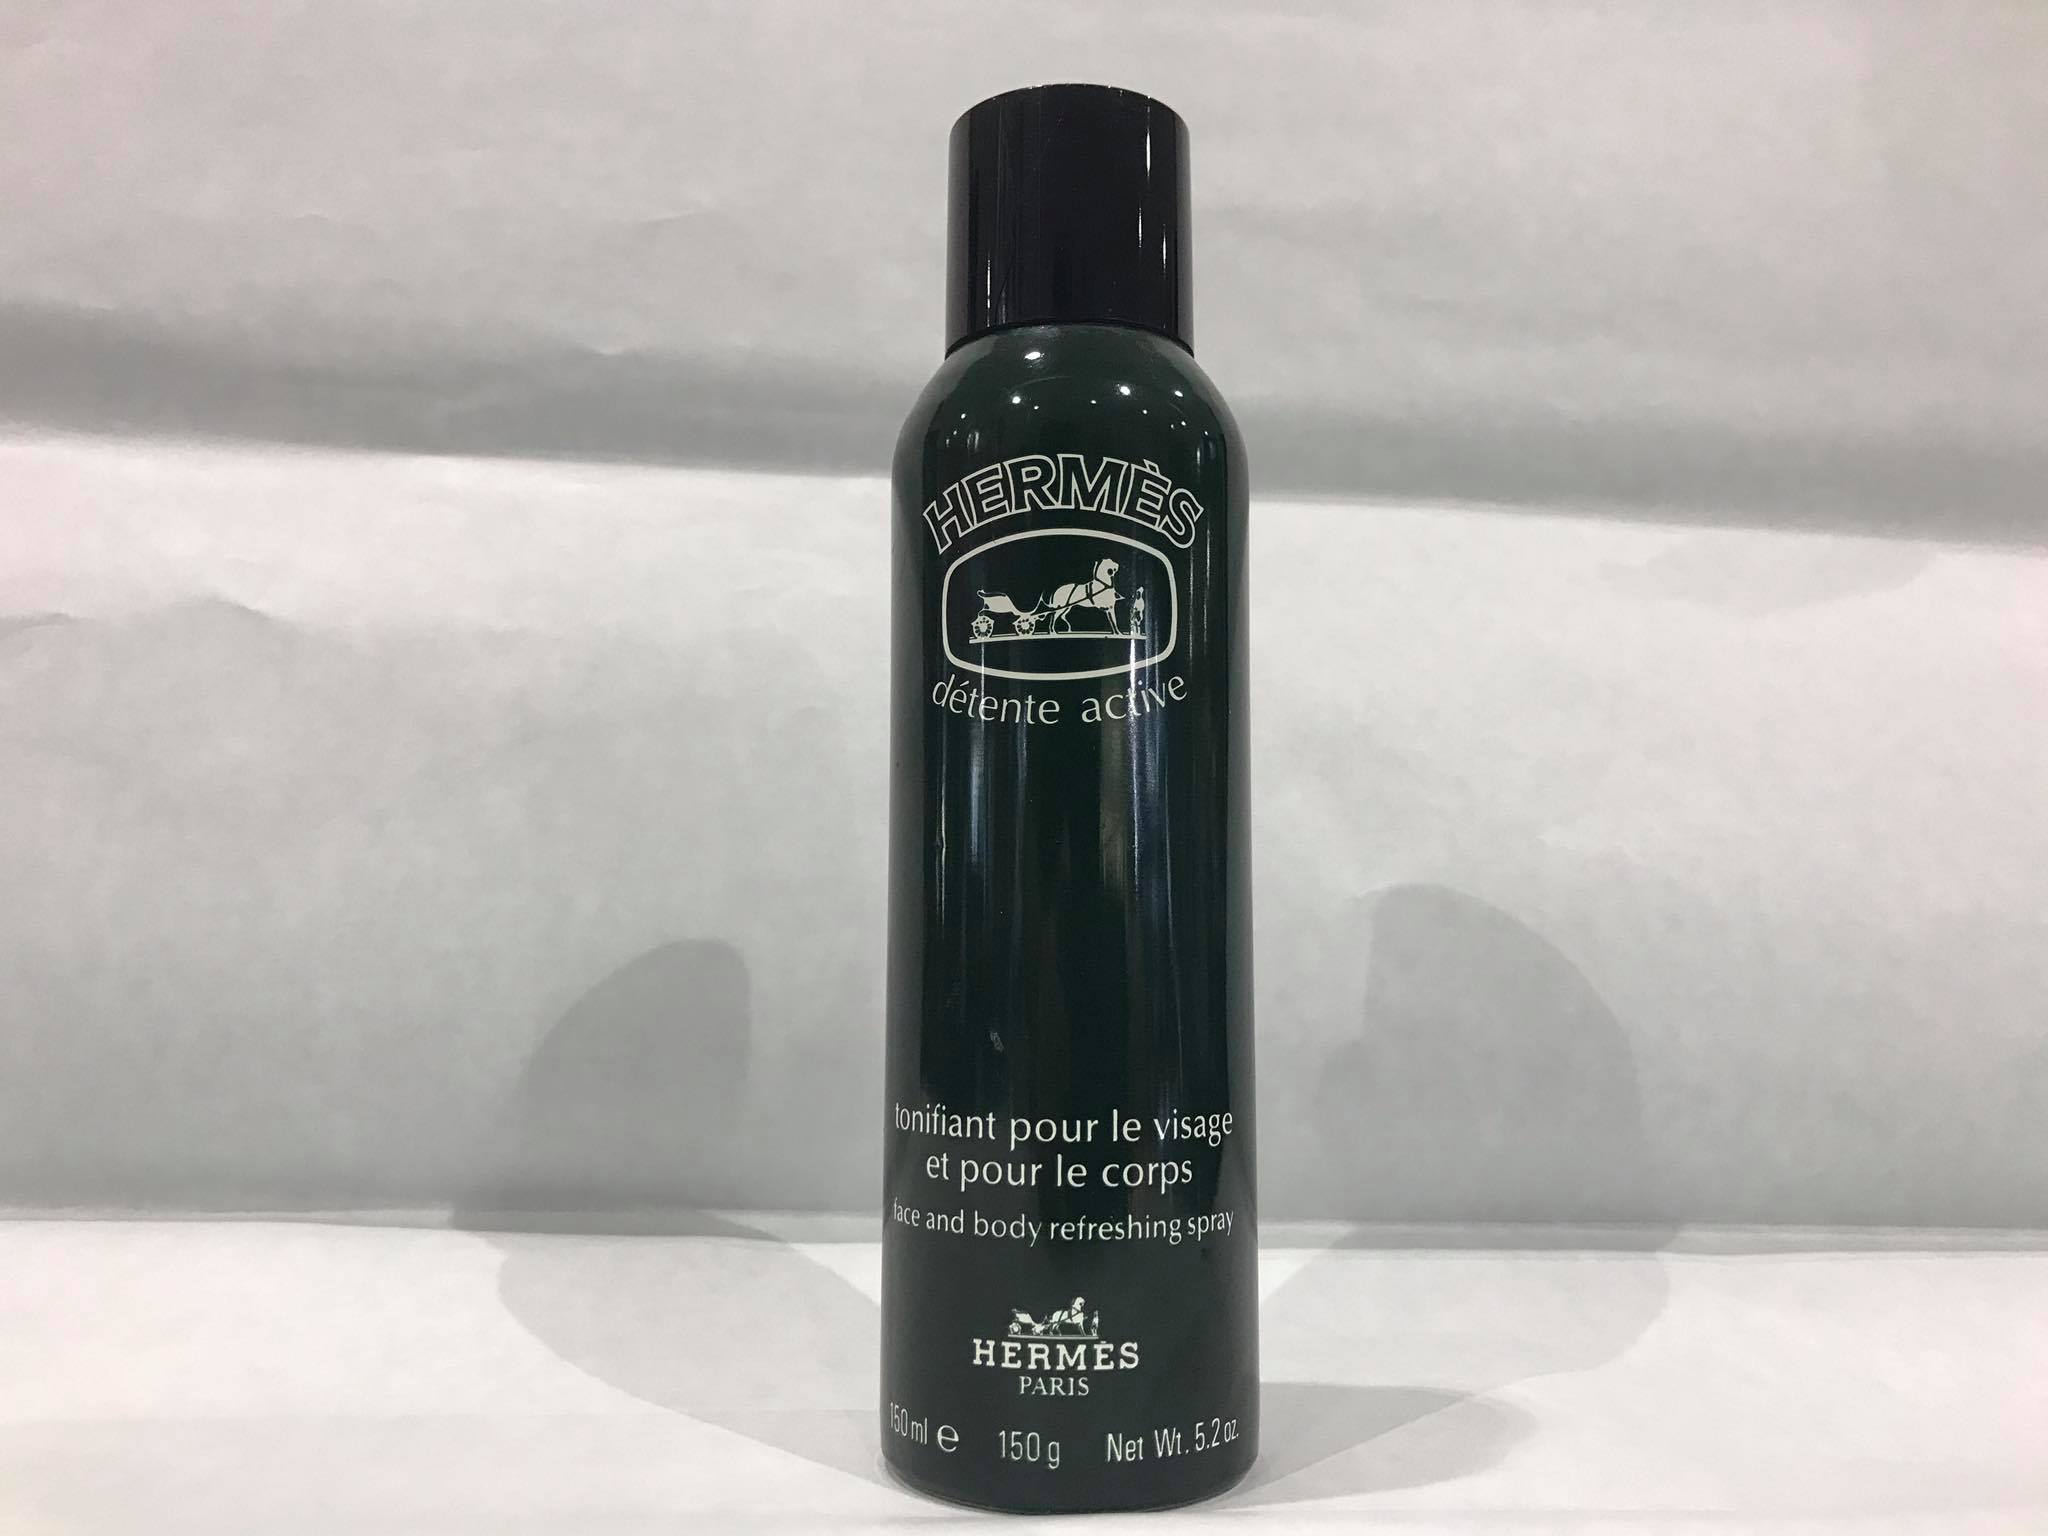 HERMÈS
détente active
tonifiant pour le visage
et pour le corps
face and body refreshing spray
HERMÈS
PARIS
150 ml ℮ 150 g Net Wt. 5.2 oz.